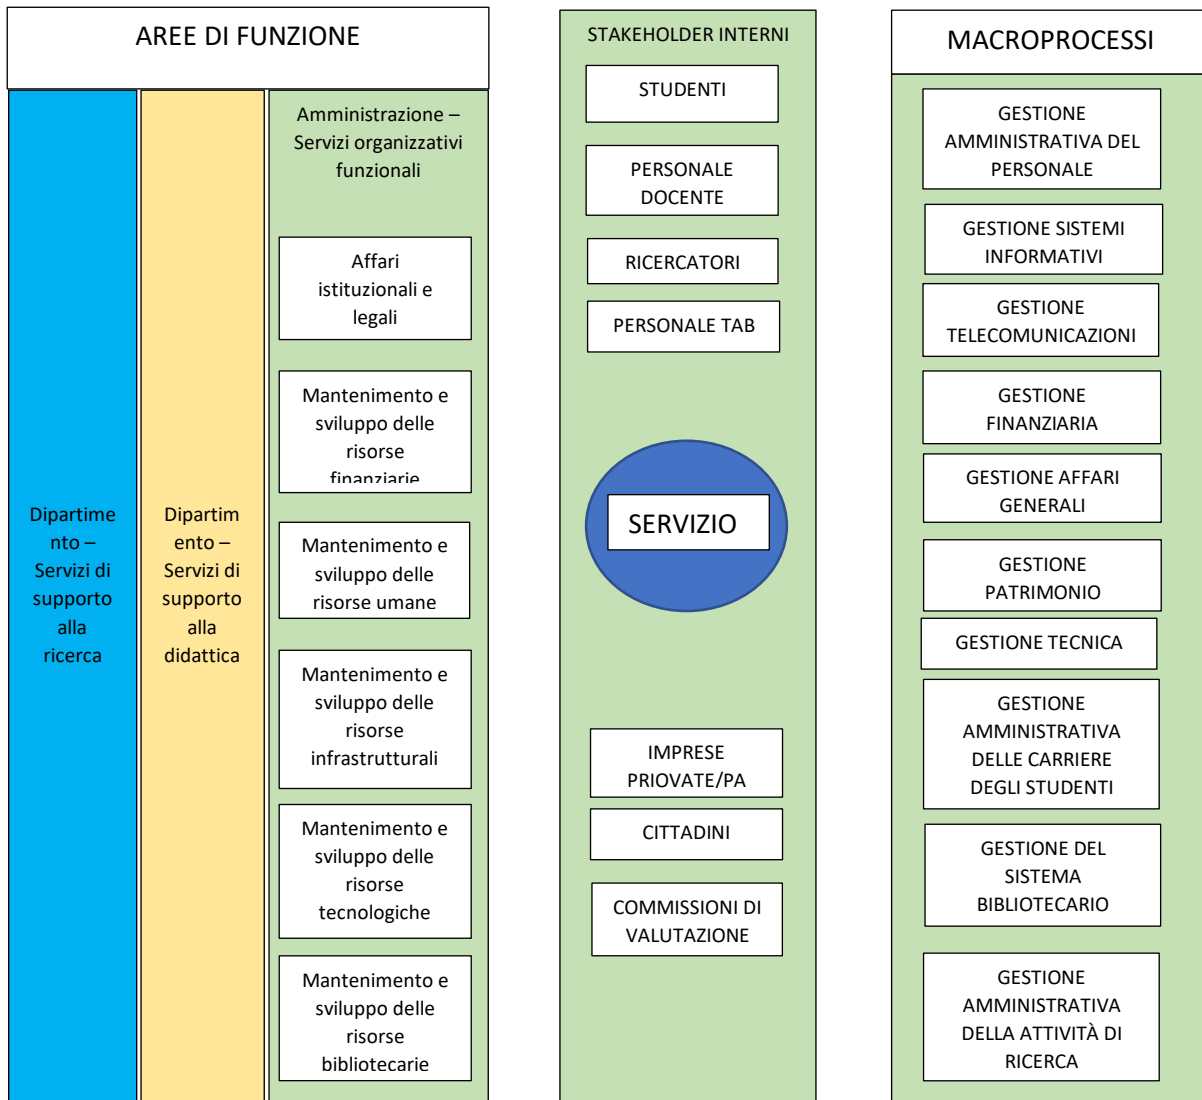 AREE DI FUNZIONE
Dipartime
nto –
Servizi di
supporto
alla
ricerca
Dipartim
ento –
Servizi di
supporto
alla
didattica
Amministrazione –
Servizi organizzativi
funzionali
Affari
istituzionali e
legali
Mantenimento e
sviluppo delle
risorse
finanziarie
Mantenimento e
sviluppo delle
risorse umane
Mantenimento e
sviluppo delle
risorse
infrastrutturali
Mantenimento e
sviluppo delle
risorse
tecnologiche
Mantenimento e
sviluppo delle
risorse
bibliotecarie
STAKEHOLDER INTERNI
STUDENTI
PERSONALE
DOCENTE
RICERCATORI
PERSONALE TAB
SERVIZIO
IMPRESE
PRIOVATE/PA
CITTADINI
COMMISSIONI DI
VALUTAZIONE
MACROPROCESSI
GESTIONE
AMMINISTRATIVA DEL
PERSONALE
GESTIONE SISTEMI
INFORMATIVI
GESTIONE
TELECOMUNICAZIONI
GESTIONE
FINANZIARIA
GESTIONE AFFARI
GENERALI
GESTIONE
PATRIMONIO
GESTIONE TECNICA
GESTIONE
AMMINISTRATIVA
DELLE CARRIERE
DEGLI STUDENTI
GESTIONE DEL
SISTEMA
BIBLIOTECARIO
GESTIONE
AMMINISTRATIVA
DELLA ATTIVITÀ DI
RICERCA